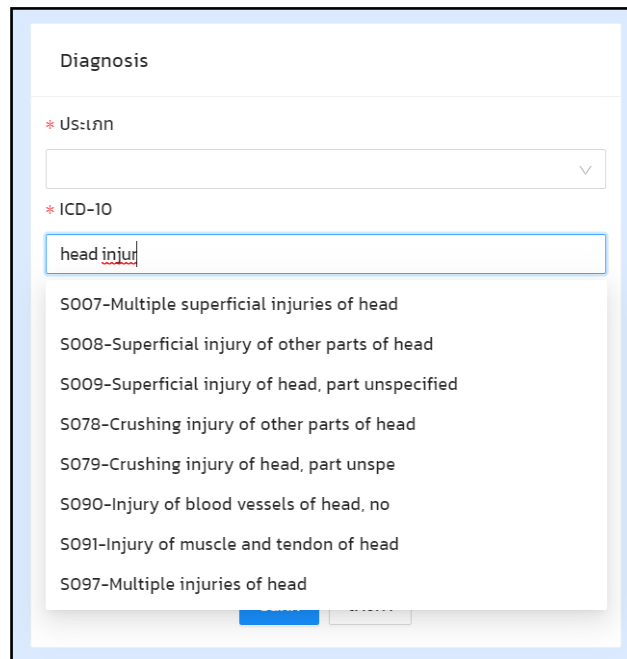 Diagnosis
* ประเภท
* ICD-10
head injur
S007-Multiple superficial injuries of head
S008-Superficial injury of other parts of head
S009-Superficial injury of head, part unspecified
S078-Crushing injury of other parts of head
S079-Crushing injury of head, part unspe
S090-Injury of blood vessels of head, no
S091-Injury of muscle and tendon of head
S097-Multiple injuries of head